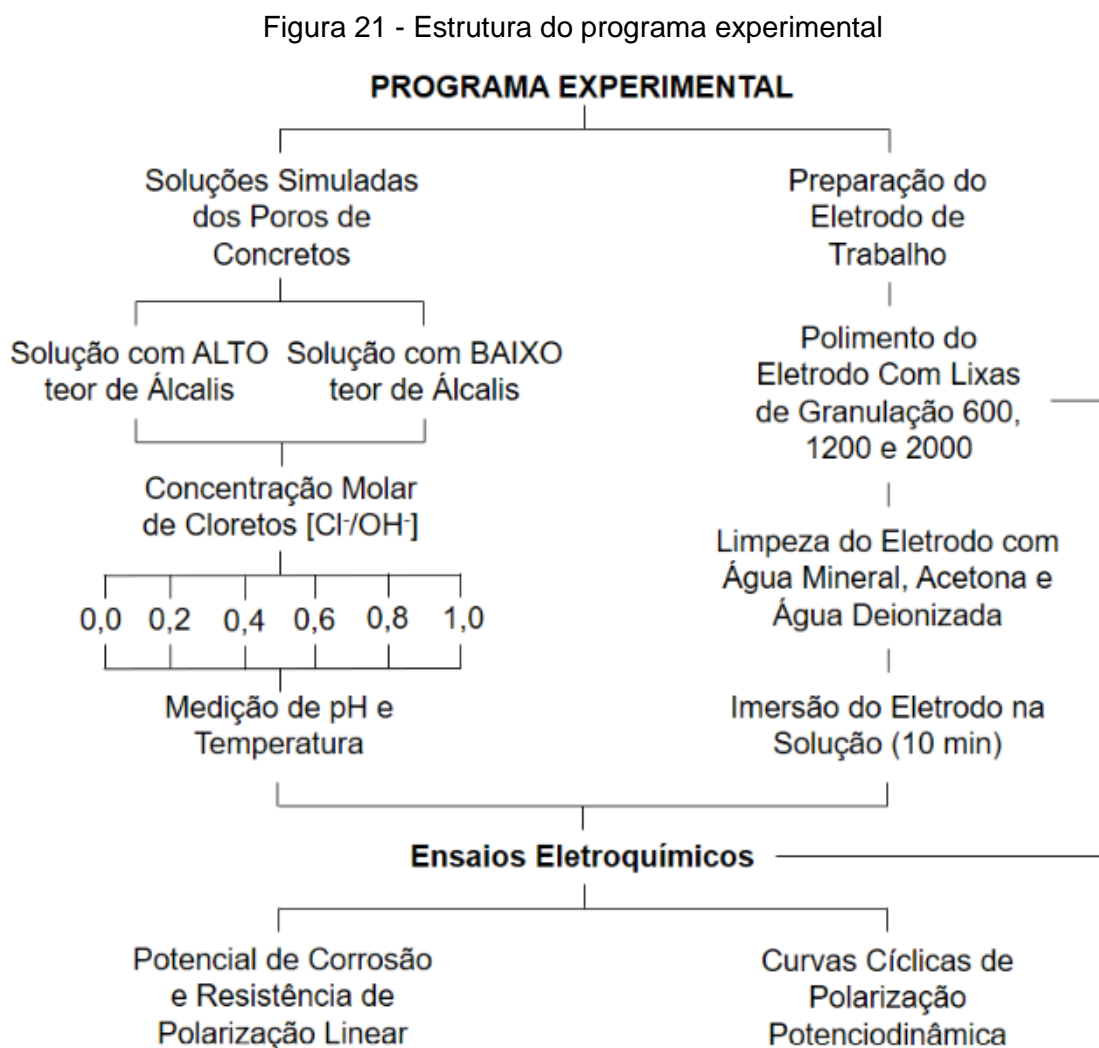 Figura 21 - Estrutura do programa experimental
PROGRAMA EXPERIMENTAL
Soluções Simuladas
dos Poros de
Concretos
Solução com ALTO
teor de Álcalis
Solução com BAIXO
teor de Álcalis
Concentração Molar
de Cloretos [Cl⁻/OH⁻]
0,0 0,2 0,4 0,6 0,8 1,0
Medição de pH e
Temperatura
Preparação do
Eletrodo de
Trabalho
Polimento do
Eletrodo Com Lixas
de Granulação 600,
1200 e 2000
Limpeza do Eletrodo com
Água Mineral, Acetona e
Água Deionizada
Imersão do Eletrodo na
Solução (10 min)
Ensaios Eletroquímicos
Potencial de Corrosão
e Resistência de
Polarização Linear
Curvas Cíclicas de
Polarização
Potenciodinâmica